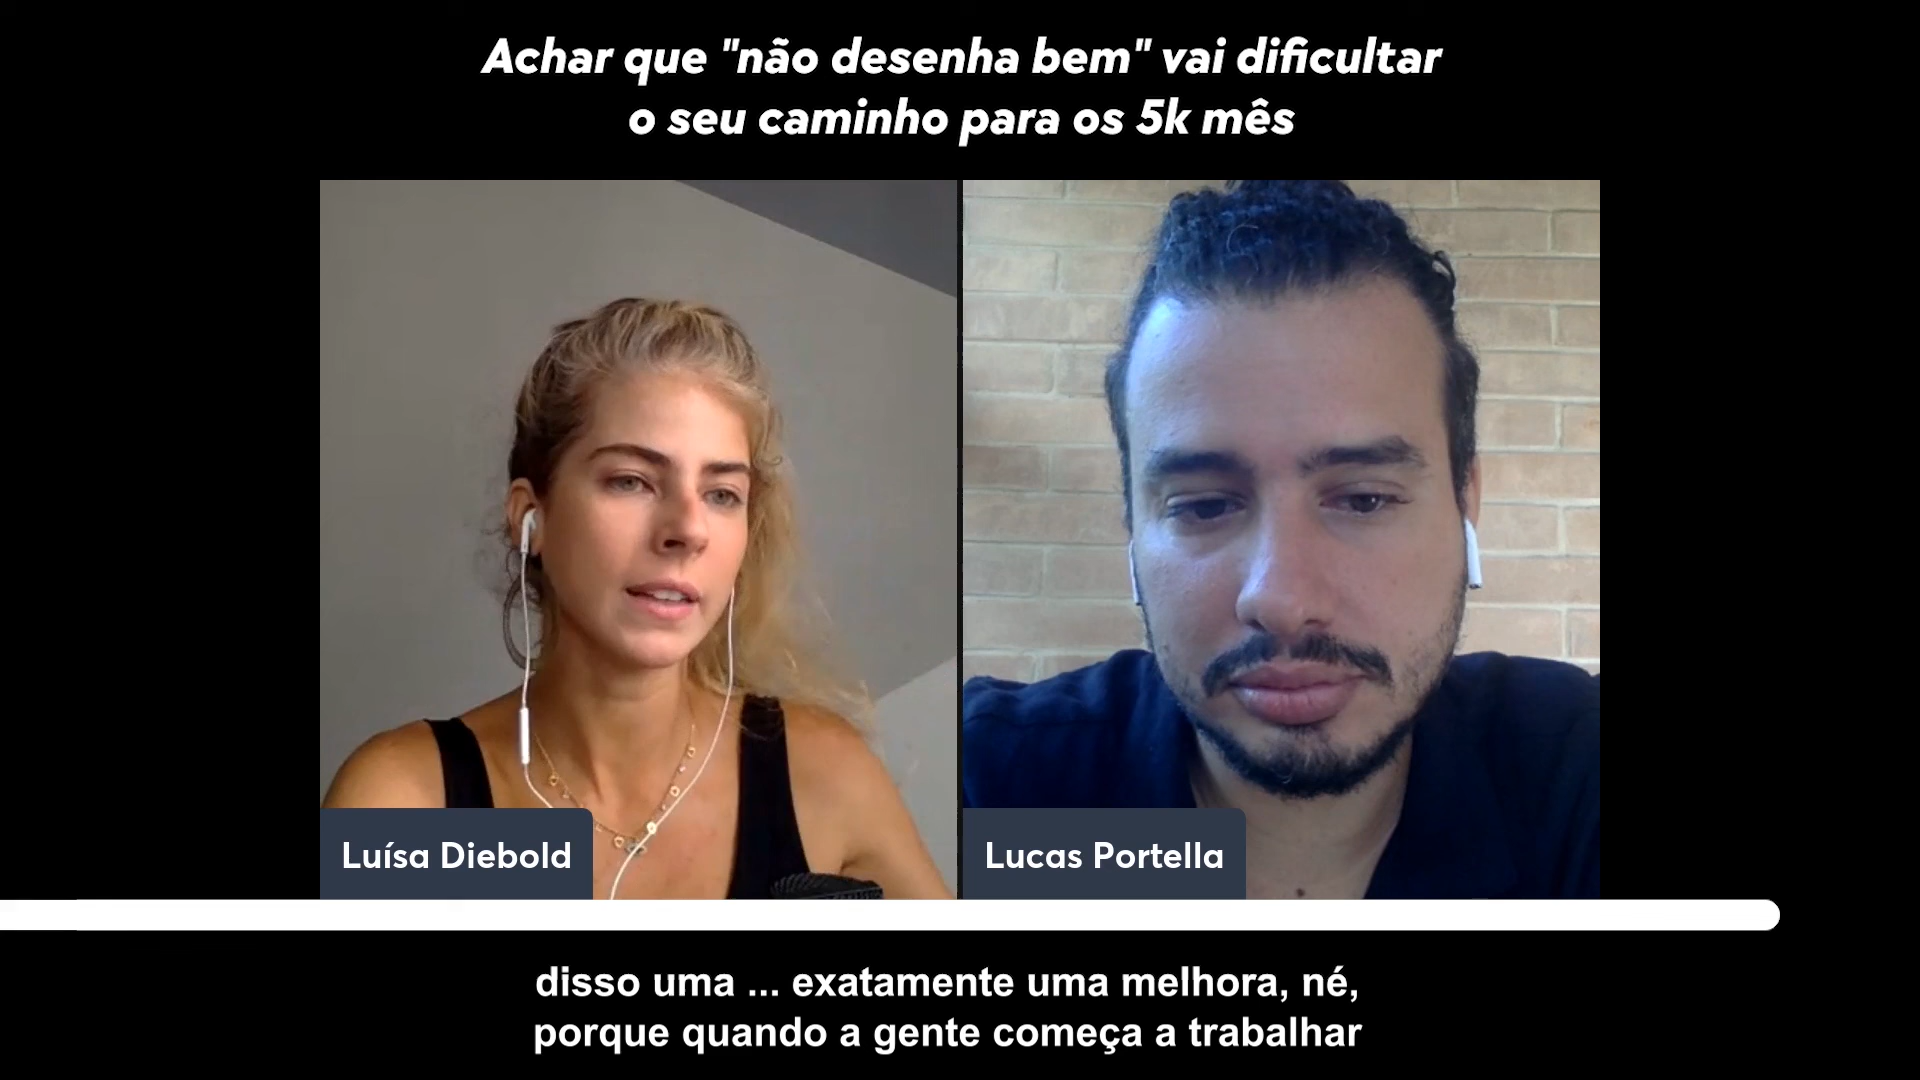 Achar que "não desenha bem" vai dificultar
o seu caminho para os 5k mês
Luísa Diebold
Lucas Portella
disso uma ... exatamente uma melhora, né,
porque quando a gente começa a trabalhar